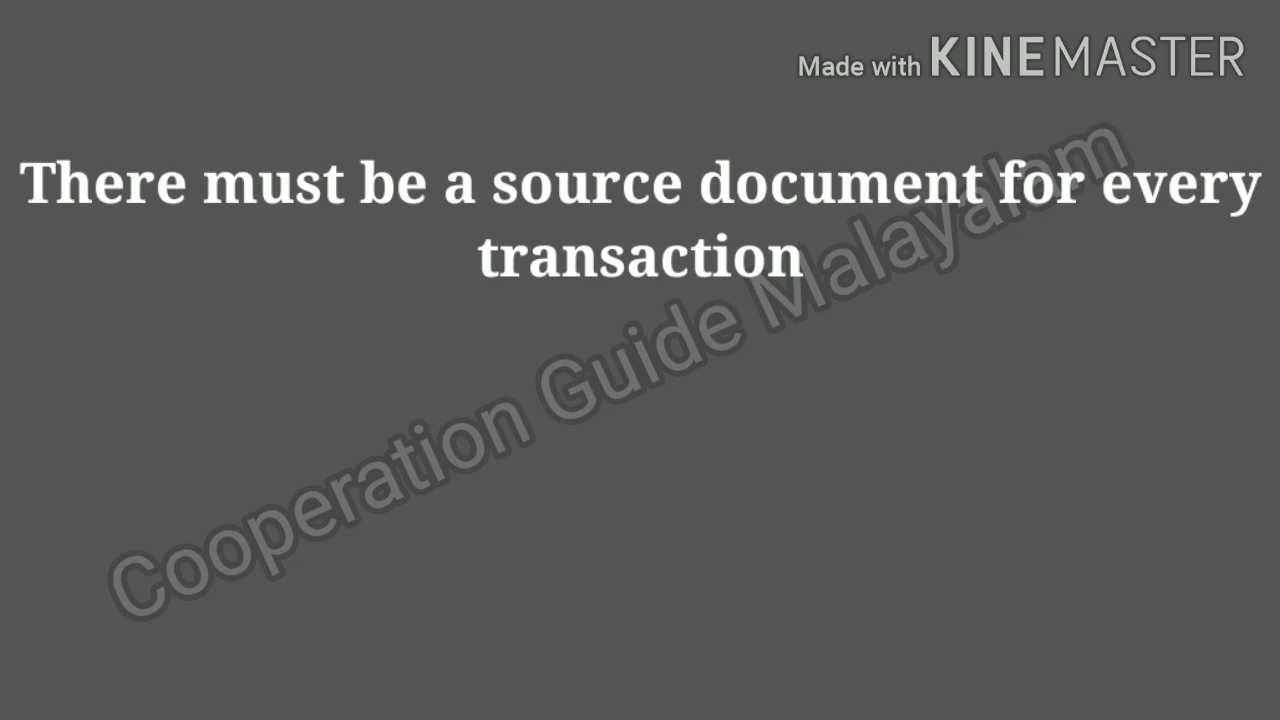 Made with KINEMASTER
There must be a source document for every
transaction
Cooperation Guide Malayalam